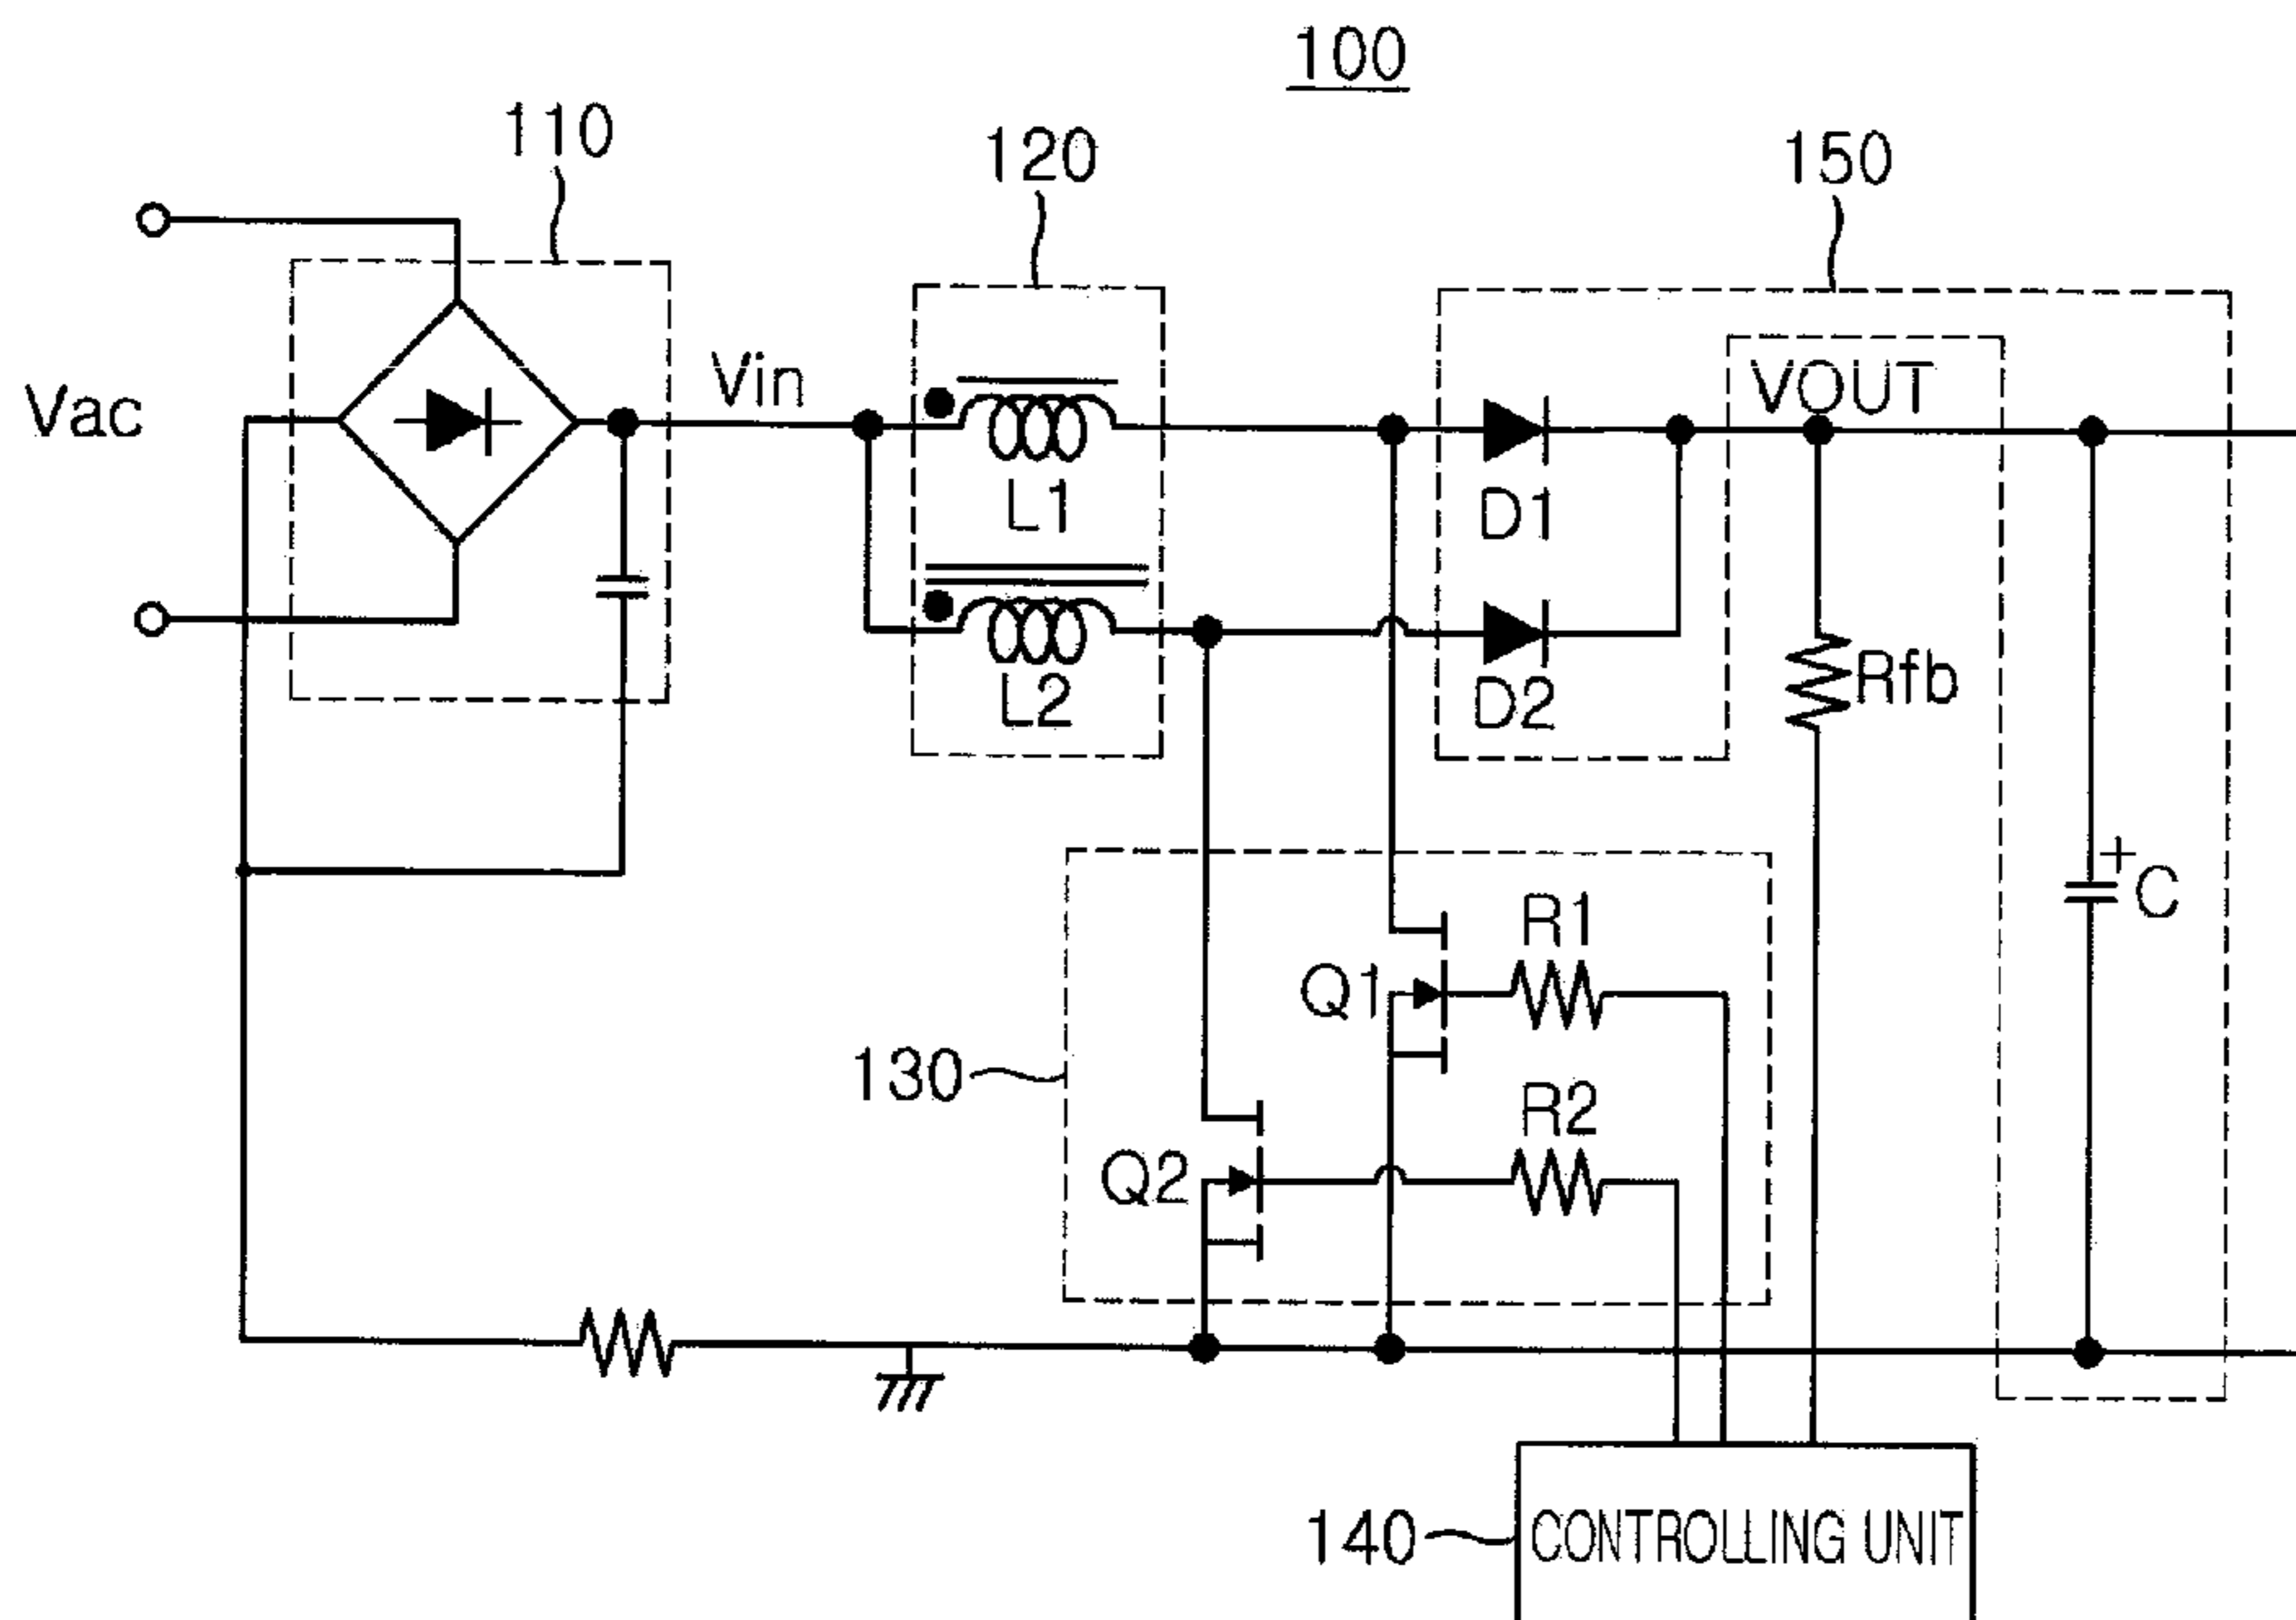 100
110
120
150
Vac
Vin
VOUT
L1
D1
L2
D2
Rfb
+
C
R1
Q1
130
R2
Q2
140
CONTROLLING UNIT